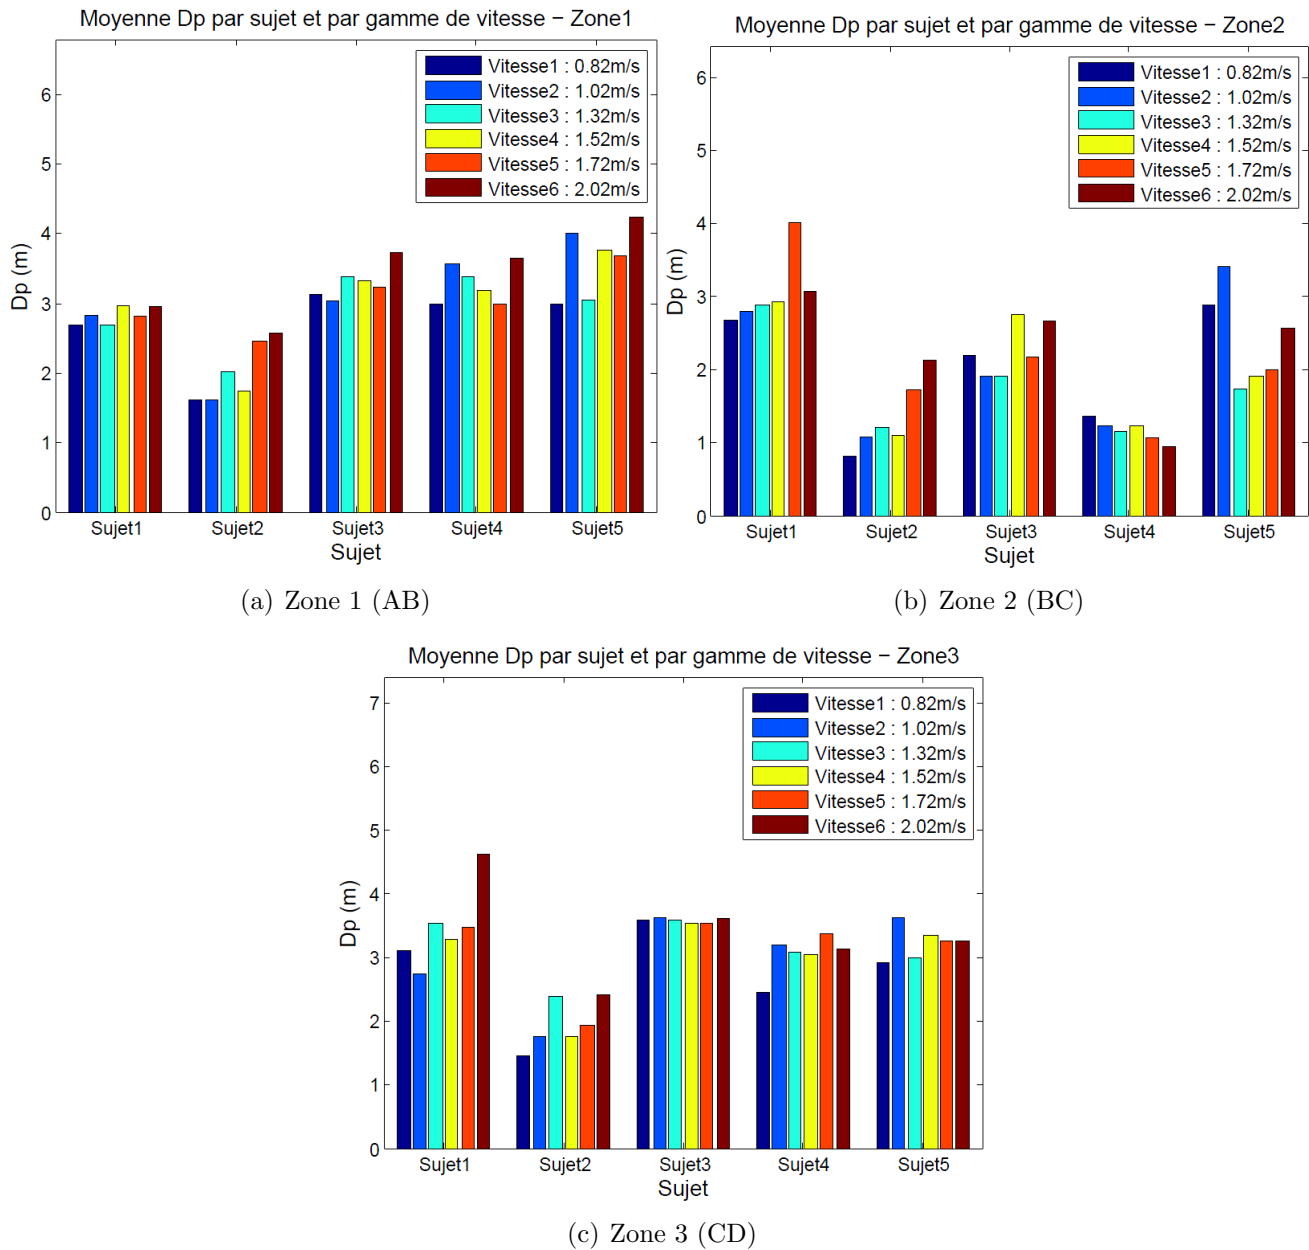 Moyenne Dp par sujet et par gamme de vitesse − Zone1
Vitesse1 : 0.82m/s
Vitesse2 : 1.02m/s
Vitesse3 : 1.32m/s
Vitesse4 : 1.52m/s
Vitesse5 : 1.72m/s
Vitesse6 : 2.02m/s
6
5
4
3
2
1
0
Dp (m)
Sujet1 Sujet2 Sujet3 Sujet4 Sujet5
Sujet
(a) Zone 1 (AB)
Moyenne Dp par sujet et par gamme de vitesse − Zone2
Vitesse1 : 0.82m/s
Vitesse2 : 1.02m/s
Vitesse3 : 1.32m/s
Vitesse4 : 1.52m/s
Vitesse5 : 1.72m/s
Vitesse6 : 2.02m/s
6
5
4
3
2
1
0
Dp (m)
Sujet1 Sujet2 Sujet3 Sujet4 Sujet5
Sujet
(b) Zone 2 (BC)
Moyenne Dp par sujet et par gamme de vitesse − Zone3
Vitesse1 : 0.82m/s
Vitesse2 : 1.02m/s
Vitesse3 : 1.32m/s
Vitesse4 : 1.52m/s
Vitesse5 : 1.72m/s
Vitesse6 : 2.02m/s
7
6
5
4
3
2
1
0
Dp (m)
Sujet1 Sujet2 Sujet3 Sujet4 Sujet5
Sujet
(c) Zone 3 (CD)